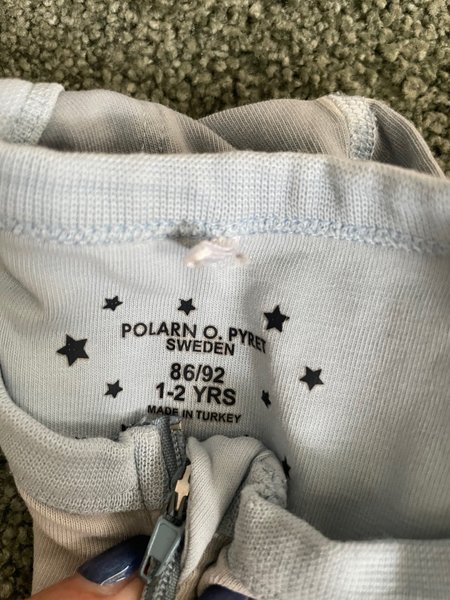 POLARN O. PYRET
SWEDEN
86/92
1-2 YRS
MADE IN TURKEY